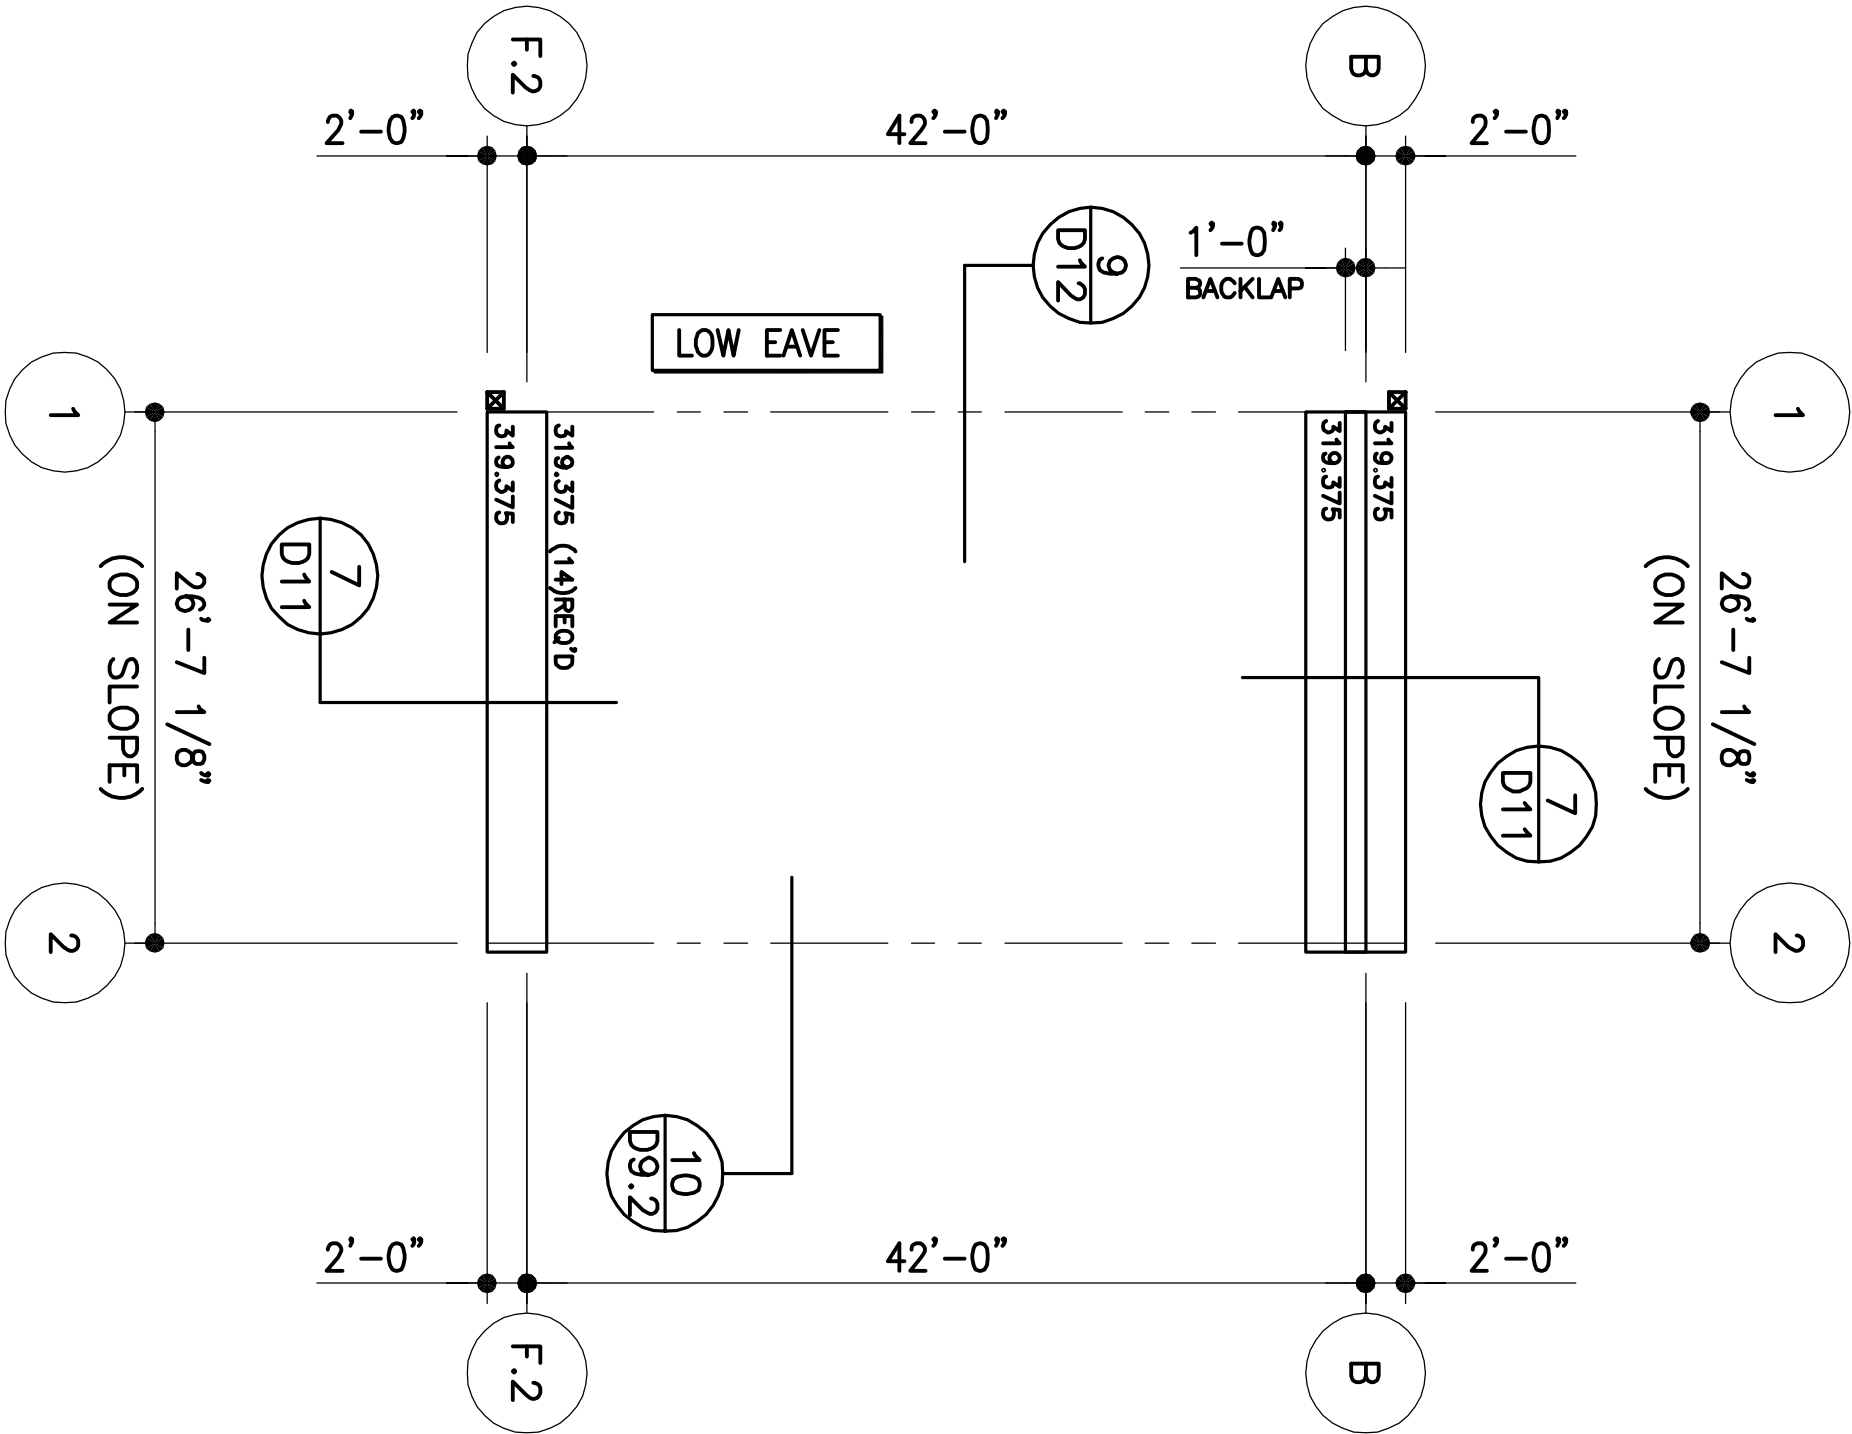 F.2
B
2'-0"
42'-0"
2'-0"
9
D12
1'-0"
BACKLAP
LOW EAVE
1
1
319.375
319.375 (14)REQ'D
319.375
319.375
7
D11
26'-7 1/8"
(ON SLOPE)
26'-7 1/8"
(ON SLOPE)
7
D11
2
2
10
D9.2
2'-0"
42'-0"
2'-0"
F.2
B